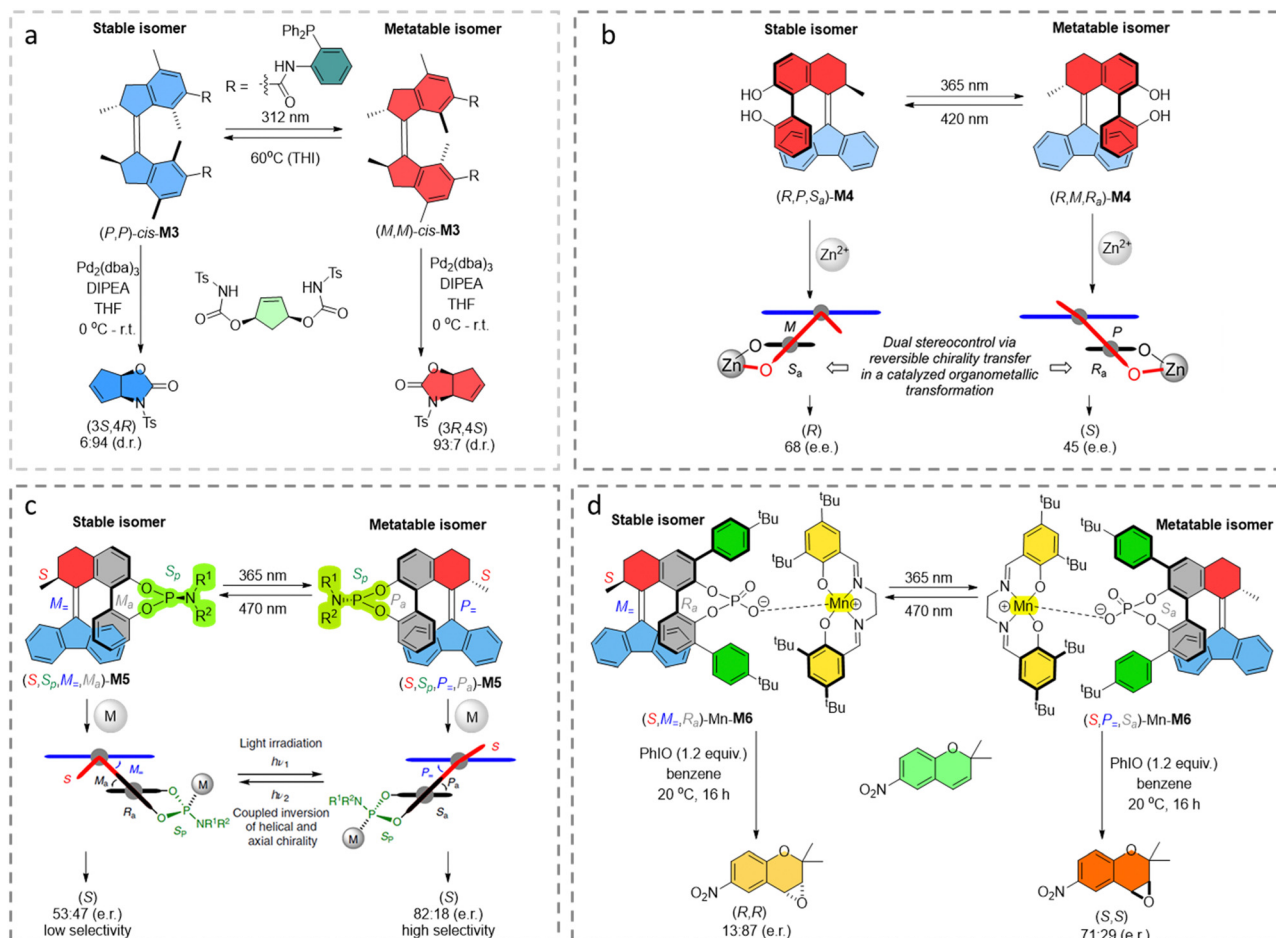 a
Stable isomer
Metatable isomer
Ph2P
R =
HN
O
R
R
312 nm
60°C (THI)
R
R
(P,P)-cis-M3
(M,M)-cis-M3
Pd2(dba)3
DIPEA
THF
0 °C - r.t.
Ts
NH
O
O
O
HN
Ts
O
Pd2(dba)3
DIPEA
THF
0 °C - r.t.
O
O
N
Ts
(3S,4R)
6:94 (d.r.)
O
O
N
Ts
(3R,4S)
93:7 (d.r.)
b
Stable isomer
Metatable isomer
HO
HO
365 nm
420 nm
OH
OH
(R,P,Sa)-M4
(R,M,Ra)-M4
Zn2+
Zn2+
M
O
Zn
O
Sa
Dual stereocontrol via
reversible chirality transfer
in a catalyzed organometallic
transformation
P
O
Zn
O
Ra
(R)
68 (e.e.)
(S)
45 (e.e.)
c
Stable isomer
Metatable isomer
S
Sp
O
O
P
N
R1
R2
M=
Ma
365 nm
470 nm
Sp
R1
R2
N
P
O
O
Pa
S
P=
(S,Sp,M=,Ma)-M5
(S,Sp,P=,Pa)-M5
M
M
S
M=
Ma
Ra
O
O
P
M
NR1R2
SP
Light irradiation
hν1
hν2
Coupled inversion
of helical and
axial chirality
S
P=
Pa
Sa
R1R2N
P
O
O
M
SP
(S)
53:47 (e.r.)
low selectivity
(S)
82:18 (e.r.)
high selectivity
d
Stable isomer
Metatable isomer
S
M=
Ra
tBu
O
O
P
O
O
⊖
tBu
tBu
tBu
O
N
Mn
⊕
O
N
tBu
tBu
365 nm
470 nm
tBu
tBu
N
O
Mn
⊕
N
O
tBu
tBu
tBu
O
P
O
O
O
⊖
Sa
S
P=
tBu
(S,M=,Ra)-Mn-M6
(S,P=,Sa)-Mn-M6
PhIO (1.2 equiv.)
benzene
20 °C, 16 h
O
NO2
PhIO (1.2 equiv.)
benzene
20 °C, 16 h
O
NO2
O
(R,R)
13:87 (e.r.)
O
NO2
O
(S,S)
71:29 (e.r.)